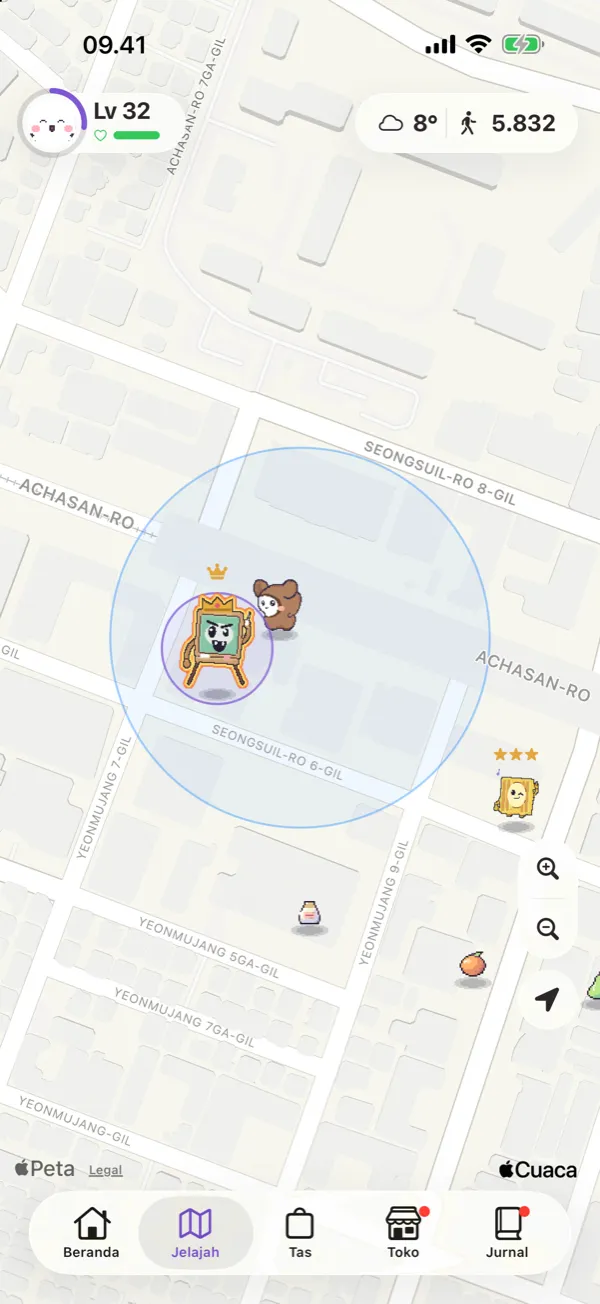 09.41
Lv 32
8°
5.832
ACHASAN-RO 7GA-GIL
SEONGSUIL-RO 8-GIL
ACHASAN-RO
ACHASAN-RO
GIL
SEONGSUIL-RO 6-GIL
YEONMUJANG 7-GIL
YEONMUJANG 9-GIL
YEONMUJANG 5GA-GIL
YEONMUJANG 7GA-GIL
YEONMUJANG-GIL
Peta
Legal
Cuaca
Beranda
Jelajah
Tas
Toko
Jurnal